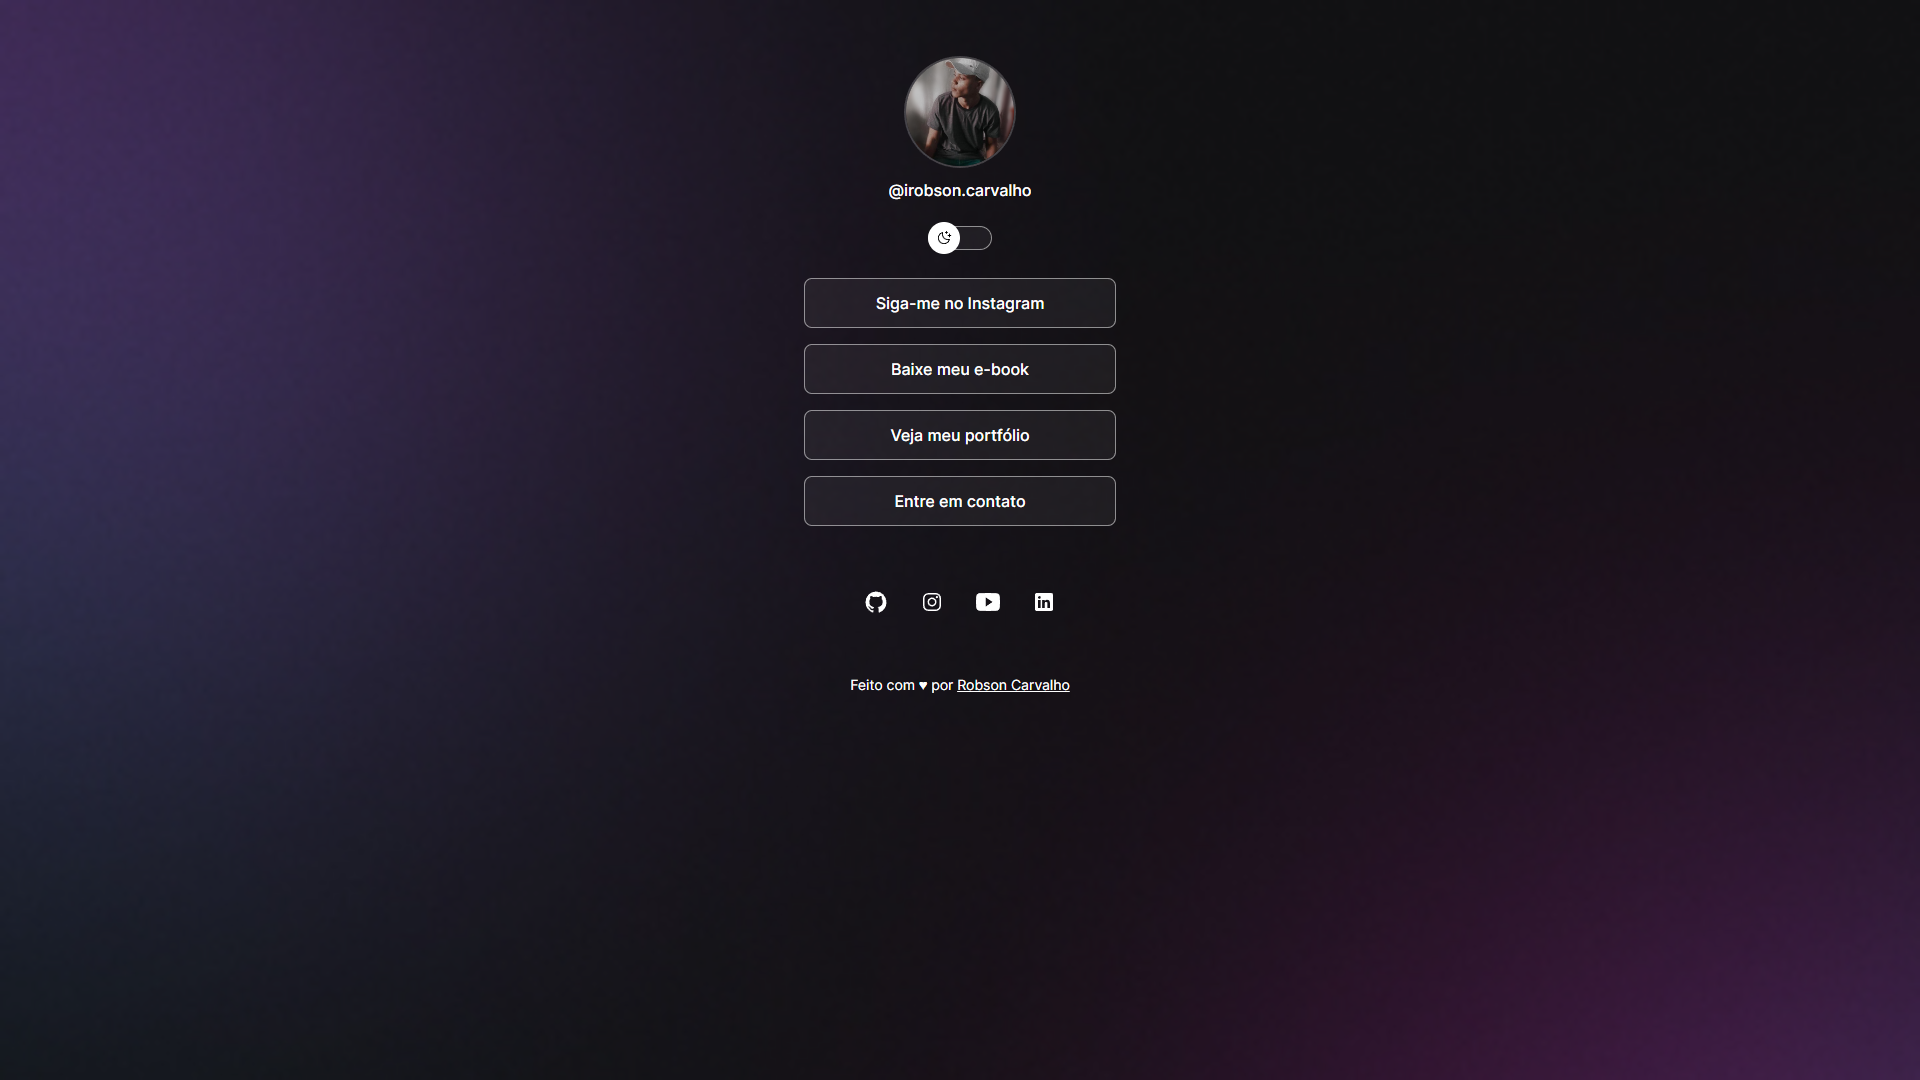 @irobson.carvalho
Siga-me no Instagram
Baixe meu e-book
Veja meu portfólio
Entre em contato
Feito com ♥ por Robson Carvalho